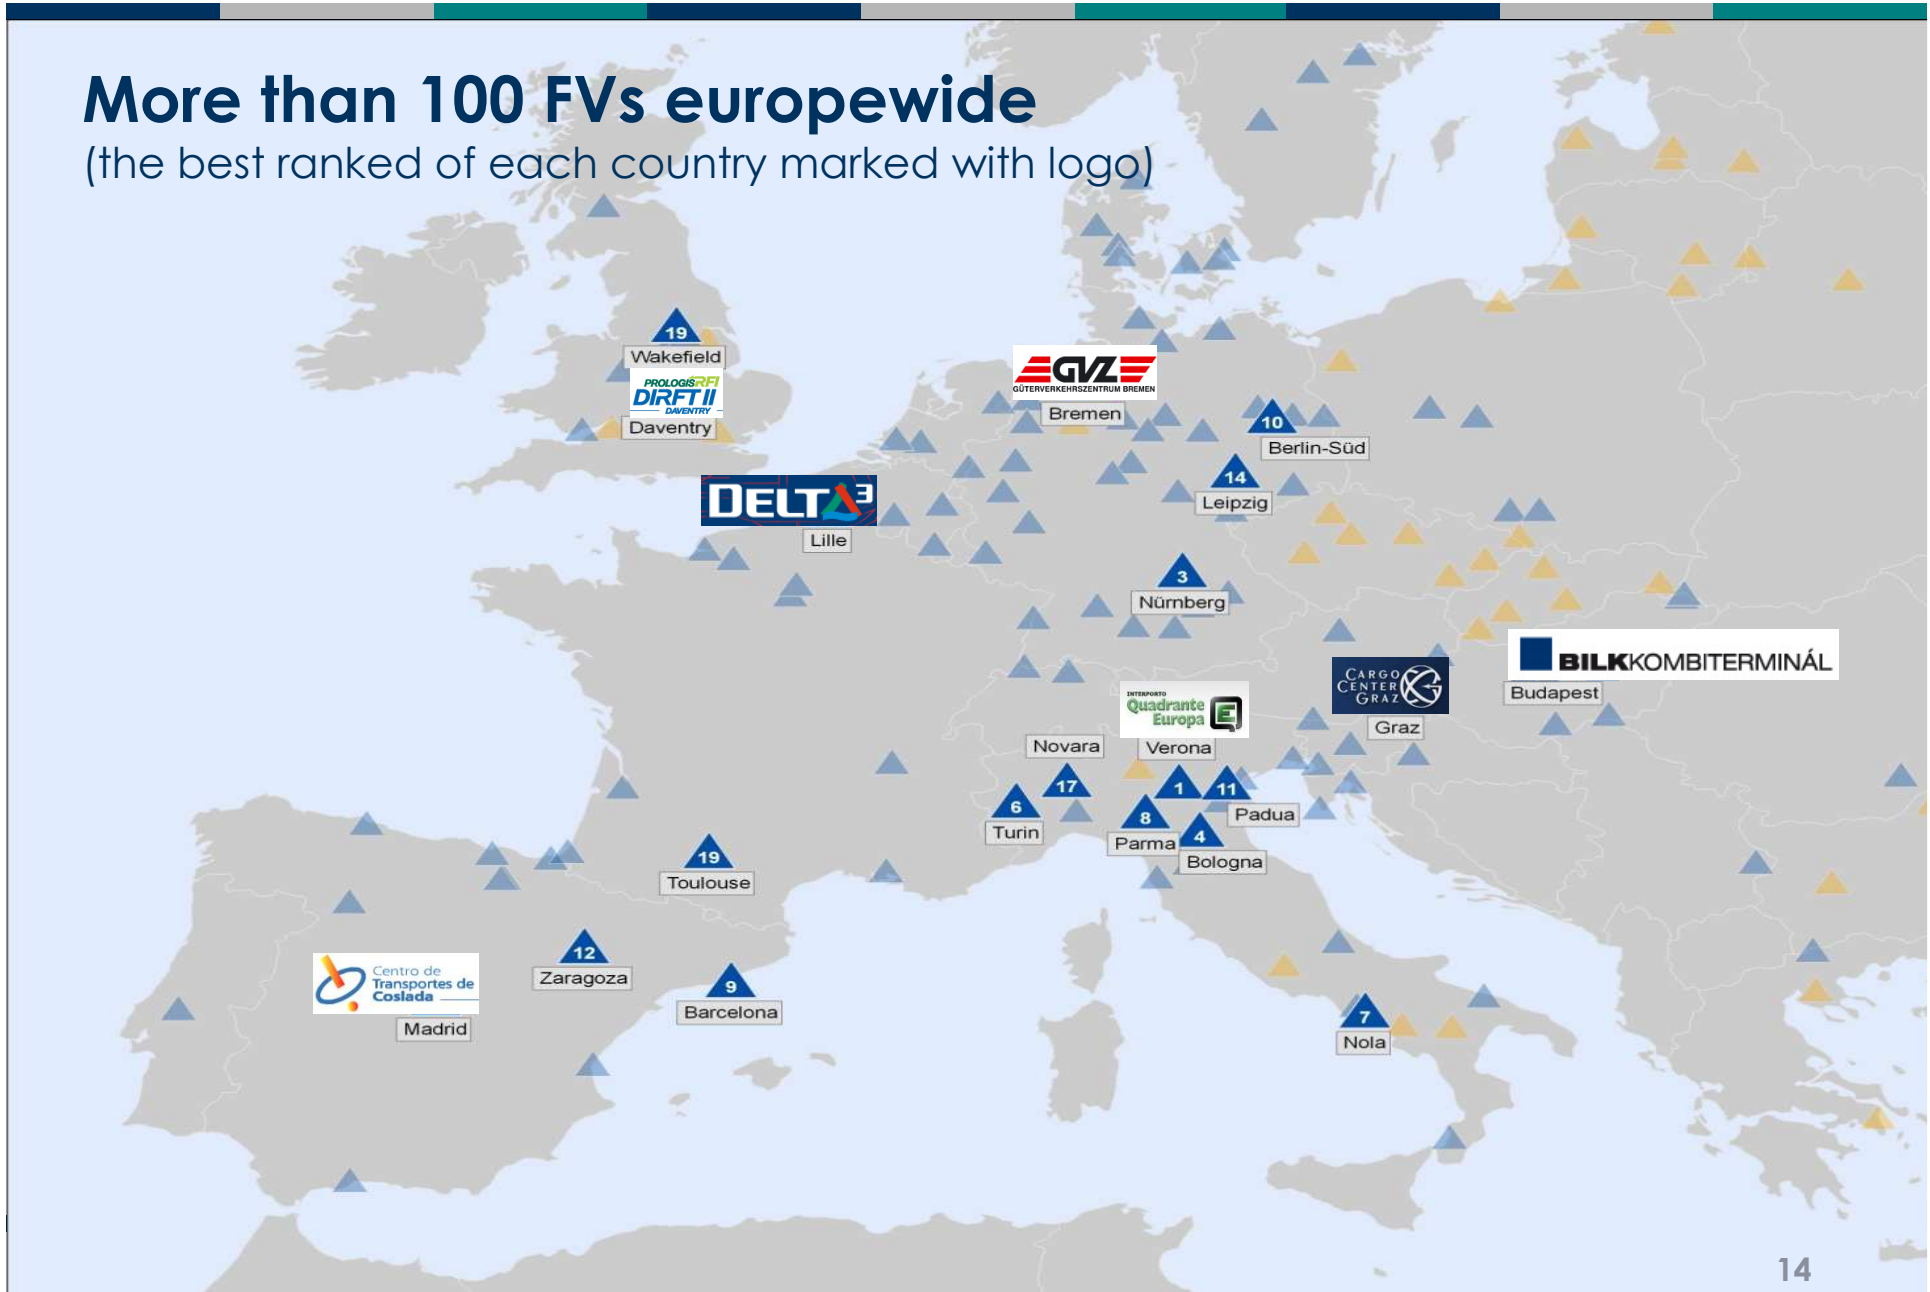 More than 100 FVs europewide
(the best ranked of each country marked with logo)
19
Wakefield
PROLOGIS RFI
DIRFT II
DAVENTRY
Daventry
GVZ
GÜTERVERKEHRSZENTRUM BREMEN
Bremen
10
Berlin-Süd
14
Leipzig
DELTA 3
Lille
3
Nürnberg
BILKKOMBITERMINÁL
Budapest
CARGO
CENTER
GRAZ
Graz
INTERPORTO
Quadrante
Europa
Verona
Novara
17
1
11
Padua
6
Turin
8
Parma
4
Bologna
19
Toulouse
12
Zaragoza
9
Barcelona
Centro de
Transportes de
Coslada
Madrid
7
Nola
14